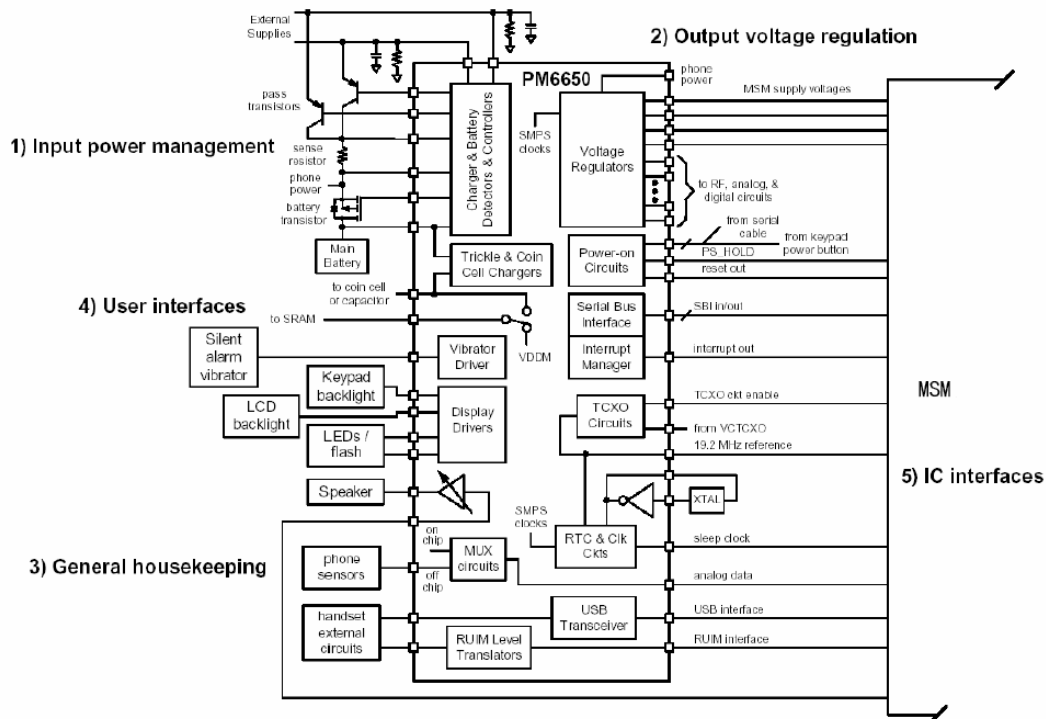 External
Supplies
2) Output voltage regulation
PM6650
phone
power
MSM supply voltages
pass
transistors
SMPS
clocks
1) Input power management
Charger & Battery
Detectors & Controllers
Voltage
Regulators
sense
resistor
phone
power
to RF, analog, &
digital circuits
battery
transistor
from serial
cable
from keypad
power button
Main
Battery
Trickle & Coin
Cell Chargers
Power-on
Circuits
PS_HOLD
reset out
to coin cell
or capacitor
4) User interfaces
to SRAM
Serial Bus
Interface
SBI in/out
VDDM
Silent
alarm
vibrator
Vibrator
Driver
Interrupt
Manager
interrupt out
MSM
Keypad
backlight
LCD
backlight
Display
Drivers
TCXO
Circuits
TCXO ckt enable
from VCTCXO
19.2 MHz reference
LEDs /
flash
5) IC interfaces
Speaker
XTAL
SMPS
clocks
on
chip
RTC & Clk
Ckts
sleep clock
3) General housekeeping
phone
sensors
MUX
circuits
off
chip
analog data
handset
external
circuits
USB
Transceiver
USB interface
RUIM Level
Translators
RUIM interface